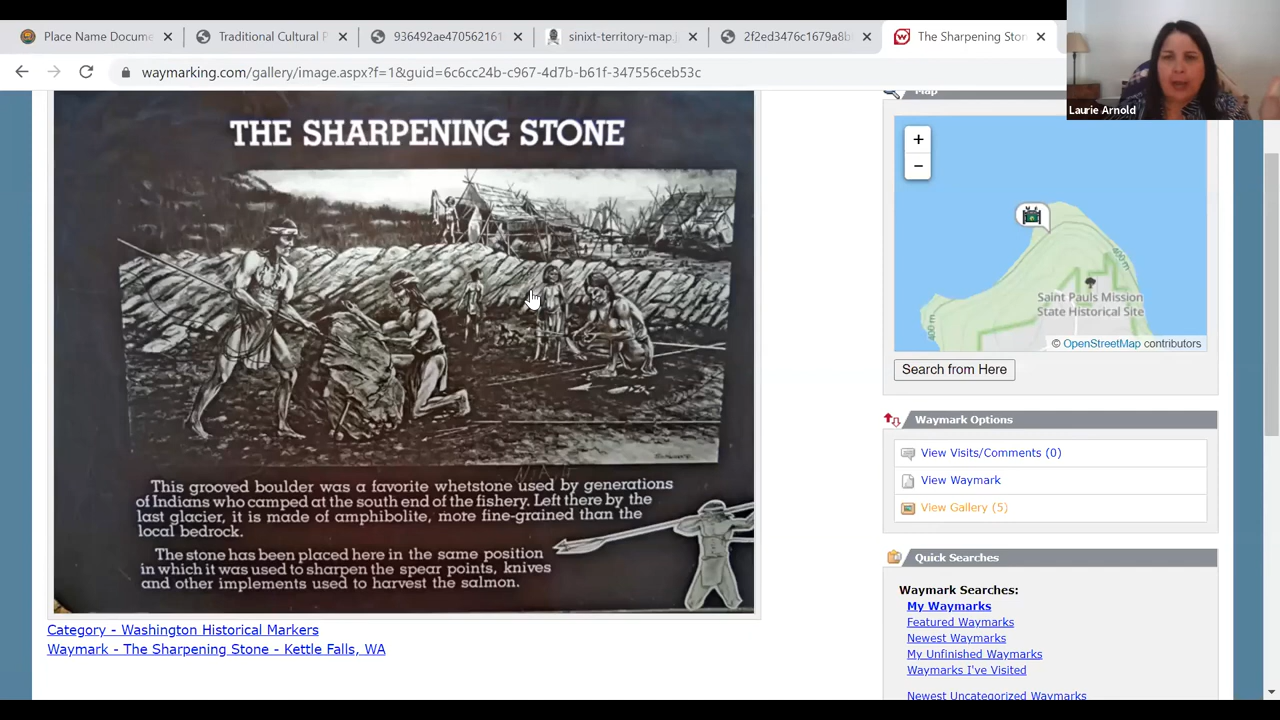 Place Name Docume
Traditional Cultural P
936492ae470562161
sinixt-territory-map.j
2f2ed3476c1679a8b
The Sharpening Ston
waymarking.com/gallery/image.aspx?f=1&guid=6c6cc24b-c967-4d7b-b61f-347556ceb53c
Laurie Arnold
THE SHARPENING STONE
This grooved boulder was a favorite whetstone used by generations
of Indians who camped at the south end of the fishery. Left there by the
last glacier, it is made of amphibolite, more fine-grained than the
local bedrock.
The stone has been placed here in the same position
in which it was used to sharpen the spear points, knives
and other implements used to harvest the salmon.
Category - Washington Historical Markers
Waymark - The Sharpening Stone - Kettle Falls, WA
Map
+
−
400 m
400 m
Saint Pauls Mission
State Historical Site
© OpenStreetMap contributors
Search from Here
Waymark Options
View Visits/Comments (0)
View Waymark
View Gallery (5)
Quick Searches
Waymark Searches:
My Waymarks
Featured Waymarks
Newest Waymarks
My Unfinished Waymarks
Waymarks I've Visited
Newest Uncategorized Waymarks